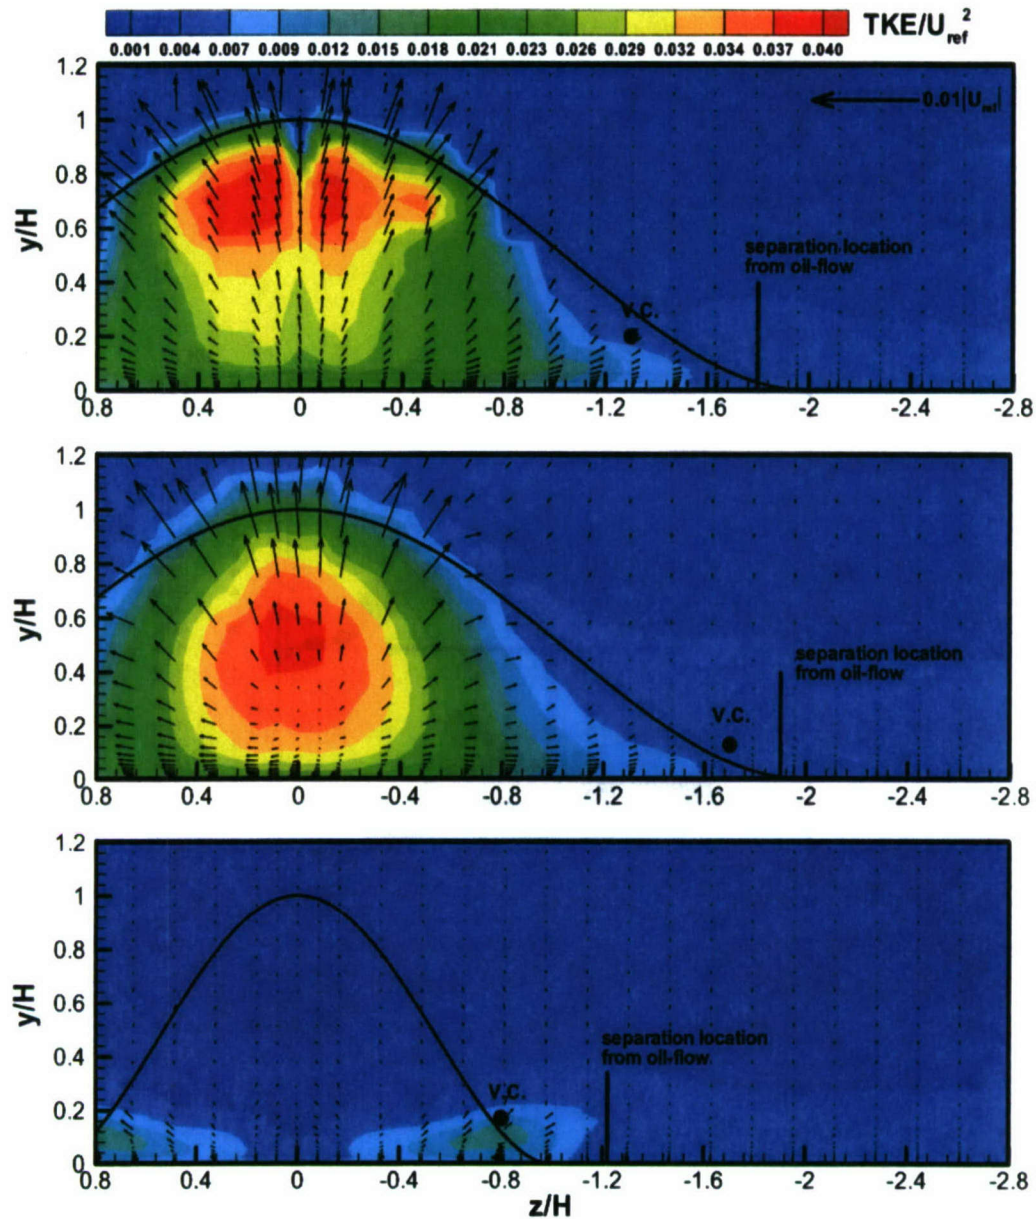 TKE/U_ref^2
0.001 0.004 0.007 0.009 0.012 0.015 0.018 0.021 0.023 0.026 0.029 0.032 0.034 0.037 0.040
1.2
1
0.8
0.6
0.4
0.2
0
y/H
0.01|U_ref|
separation location
from oil-flow
V.C.
0.8 0.4 0 -0.4 -0.8 -1.2 -1.6 -2 -2.4 -2.8
1.2
1
0.8
0.6
0.4
0.2
0
y/H
separation location
from oil-flow
V.C.
0.8 0.4 0 -0.4 -0.8 -1.2 -1.6 -2 -2.4 -2.8
1.2
1
0.8
0.6
0.4
0.2
0
y/H
separation location
from oil-flow
V.C.
0.8 0.4 0 -0.4 -0.8 -1.2 -1.6 -2 -2.4 -2.8
z/H